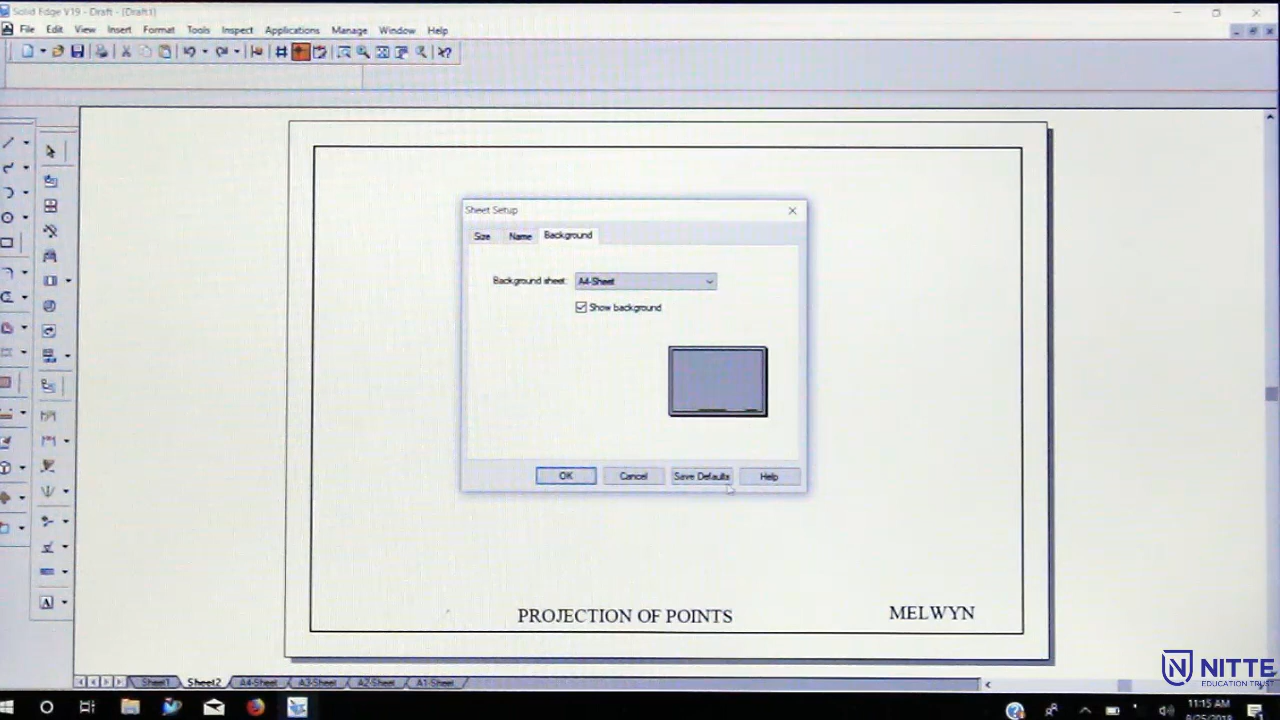 Solid Edge V19 - Draft - [Draft1]
File Edit View Insert Format Tools Inspect Applications Manage Window Help
Sheet Setup
Size Name Background
Background sheet: A4-Sheet
Show background
OK Cancel Save Defaults Help
PROJECTION OF POINTS
MELWYN
Sheet1 Sheet2 A4-Sheet A3-Sheet A2-Sheet A1-Sheet
NITTE
EDUCATION TRUST
11:15 AM